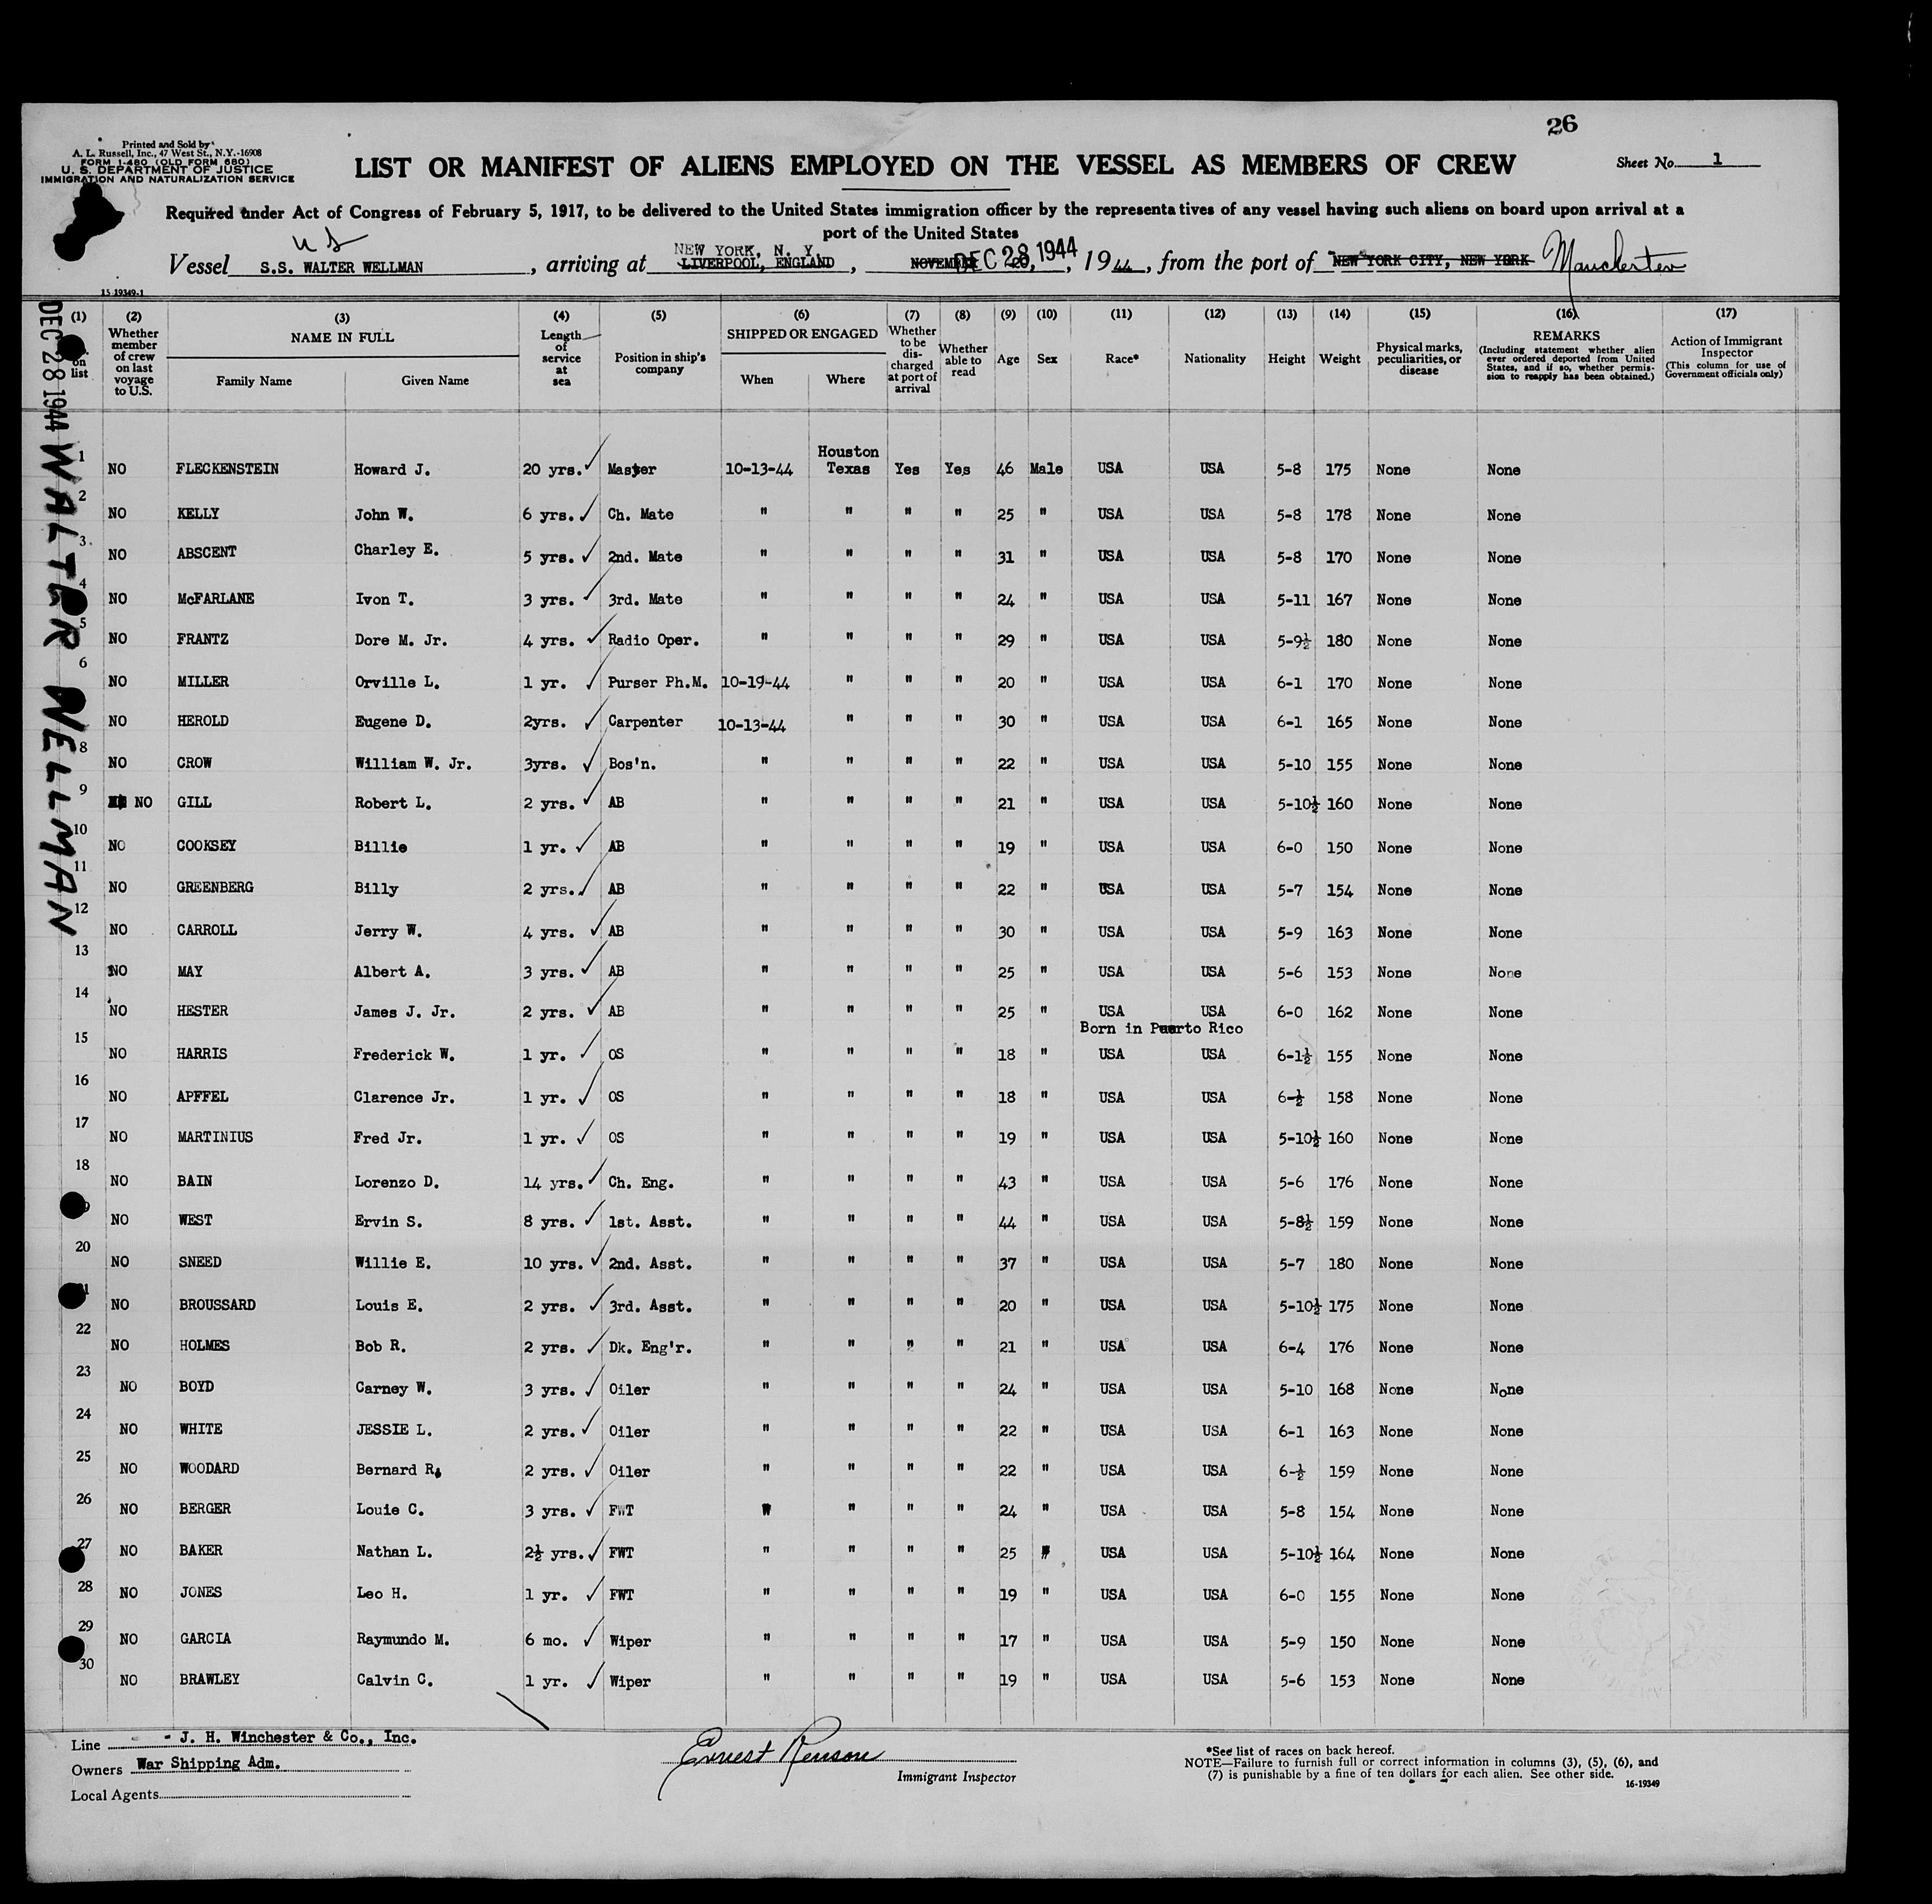 26
Printed and Sold by
A. L. Russell, Inc., 47 West St., N.Y.-16908
FORM I-480 (OLD FORM 680)
U. S. DEPARTMENT OF JUSTICE
IMMIGRATION AND NATURALIZATION SERVICE
LIST OR MANIFEST OF ALIENS EMPLOYED ON THE VESSEL AS MEMBERS OF CREW
Sheet No. 1
Required under Act of Congress of February 5, 1917, to be delivered to the United States immigration officer by the representatives of any vessel having such aliens on board upon arrival at a
port of the United States
U S
NEW YORK, N. Y. DEC 28 1944
Vessel S.S. WALTER WELLMAN, arriving at LIVERPOOL, ENGLAND, NOVEMBER 20, 1944, from the port of NEW YORK CITY, NEW YORK Manchester
15 19349-1
DEC 28 1944 WALTER WELLMAN
(1) (2) (3) (4) (5) (6) (7) (8) (9) (10) (11) (12) (13) (14) (15) (16) (17)
on list
Whether member of crew on last voyage to U.S.
NAME IN FULL
Family Name Given Name
Length of service at sea
Position in ship's company
SHIPPED OR ENGAGED
When Where
Whether to be discharged at port of arrival
Whether able to read
Age Sex Race* Nationality Height Weight
Physical marks, peculiarities, or disease
REMARKS
(Including statement whether alien ever ordered deported from United States, and if so, whether permission to reapply has been obtained.)
Action of Immigrant Inspector
(This column for use of Government officials only)
1 NO FLECKENSTEIN Howard J. 20 yrs. Master 10-13-44 Houston Texas Yes Yes 46 Male USA USA 5-8 175 None None
2 NO KELLY John W. 6 yrs. Ch. Mate " " " " 25 " USA USA 5-8 178 None None
3 NO ABSCENT Charley E. 5 yrs. 2nd. Mate " " " " 31 " USA USA 5-8 170 None None
4 NO McFARLANE Ivon T. 3 yrs. 3rd. Mate " " " " 24 " USA USA 5-11 167 None None
5 NO FRANTZ Dore M. Jr. 4 yrs. Radio Oper. " " " " 29 " USA USA 5-9½ 180 None None
6 NO MILLER Orville L. 1 yr. Purser Ph.M. 10-19-44 " " " 20 " USA USA 6-1 170 None None
NO HEROLD Eugene D. 2yrs. Carpenter 10-13-44 " " " 30 " USA USA 6-1 165 None None
8 NO CROW William W. Jr. 3yrs. Bos'n. " " " " 22 " USA USA 5-10 155 None None
9 NO GILL Robert L. 2 yrs. AB " " " " 21 " USA USA 5-10½ 160 None None
10 NO COOKSEY Billie 1 yr. AB " " " " 19 " USA USA 6-0 150 None None
11 NO GREENBERG Billy 2 yrs. AB " " " " 22 " USA USA 5-7 154 None None
12 NO CARROLL Jerry W. 4 yrs. AB " " " " 30 " USA USA 5-9 163 None None
13 NO MAY Albert A. 3 yrs. AB " " " " 25 " USA USA 5-6 153 None None
14 NO HESTER James J. Jr. 2 yrs. AB " " " " 25 " USA USA 6-0 162 None None
Born in Puerto Rico
15 NO HARRIS Frederick W. 1 yr. OS " " " " 18 " USA USA 6-1½ 155 None None
16 NO APFFEL Clarence Jr. 1 yr. OS " " " " 18 " USA USA 6-½ 158 None None
17 NO MARTINIUS Fred Jr. 1 yr. OS " " " " 19 " USA USA 5-10½ 160 None None
18 NO BAIN Lorenzo D. 14 yrs. Ch. Eng. " " " " 43 " USA USA 5-6 176 None None
9 NO WEST Ervin S. 8 yrs. 1st. Asst. " " " " 44 " USA USA 5-8½ 159 None None
20 NO SNEED Willie E. 10 yrs. 2nd. Asst. " " " " 37 " USA USA 5-7 180 None None
1 NO BROUSSARD Louis E. 2 yrs. 3rd. Asst. " " " " 20 " USA USA 5-10½ 175 None None
22 NO HOLMES Bob R. 2 yrs. Dk. Eng'r. " " " " 21 " USA USA 6-4 176 None None
23 NO BOYD Carney W. 3 yrs. Oiler " " " " 24 " USA USA 5-10 168 None None
24 NO WHITE JESSIE L. 2 yrs. Oiler " " " " 22 " USA USA 6-1 163 None None
25 NO WOODARD Bernard R. 2 yrs. Oiler " " " " 22 " USA USA 6-½ 159 None None
26 NO BERGER Louie C. 3 yrs. FWT " " " " 24 " USA USA 5-8 154 None None
27 NO BAKER Nathan L. 2½ yrs. FWT " " " " 25 " USA USA 5-10½ 164 None None
28 NO JONES Leo H. 1 yr. FWT " " " " 19 " USA USA 6-0 155 None None
29 NO GARCIA Raymundo M. 6 mo. Wiper " " " " 17 " USA USA 5-9 150 None None
30 NO BRAWLEY Calvin C. 1 yr. Wiper " " " " 19 " USA USA 5-6 153 None None
Line - J. H. Winchester & Co., Inc.
Owners War Shipping Adm.
Local Agents
Ernest Renson
Immigrant Inspector
*See list of races on back hereof.
NOTE—Failure to furnish full or correct information in columns (3), (5), (6), and
(7) is punishable by a fine of ten dollars for each alien. See other side.
16-19349